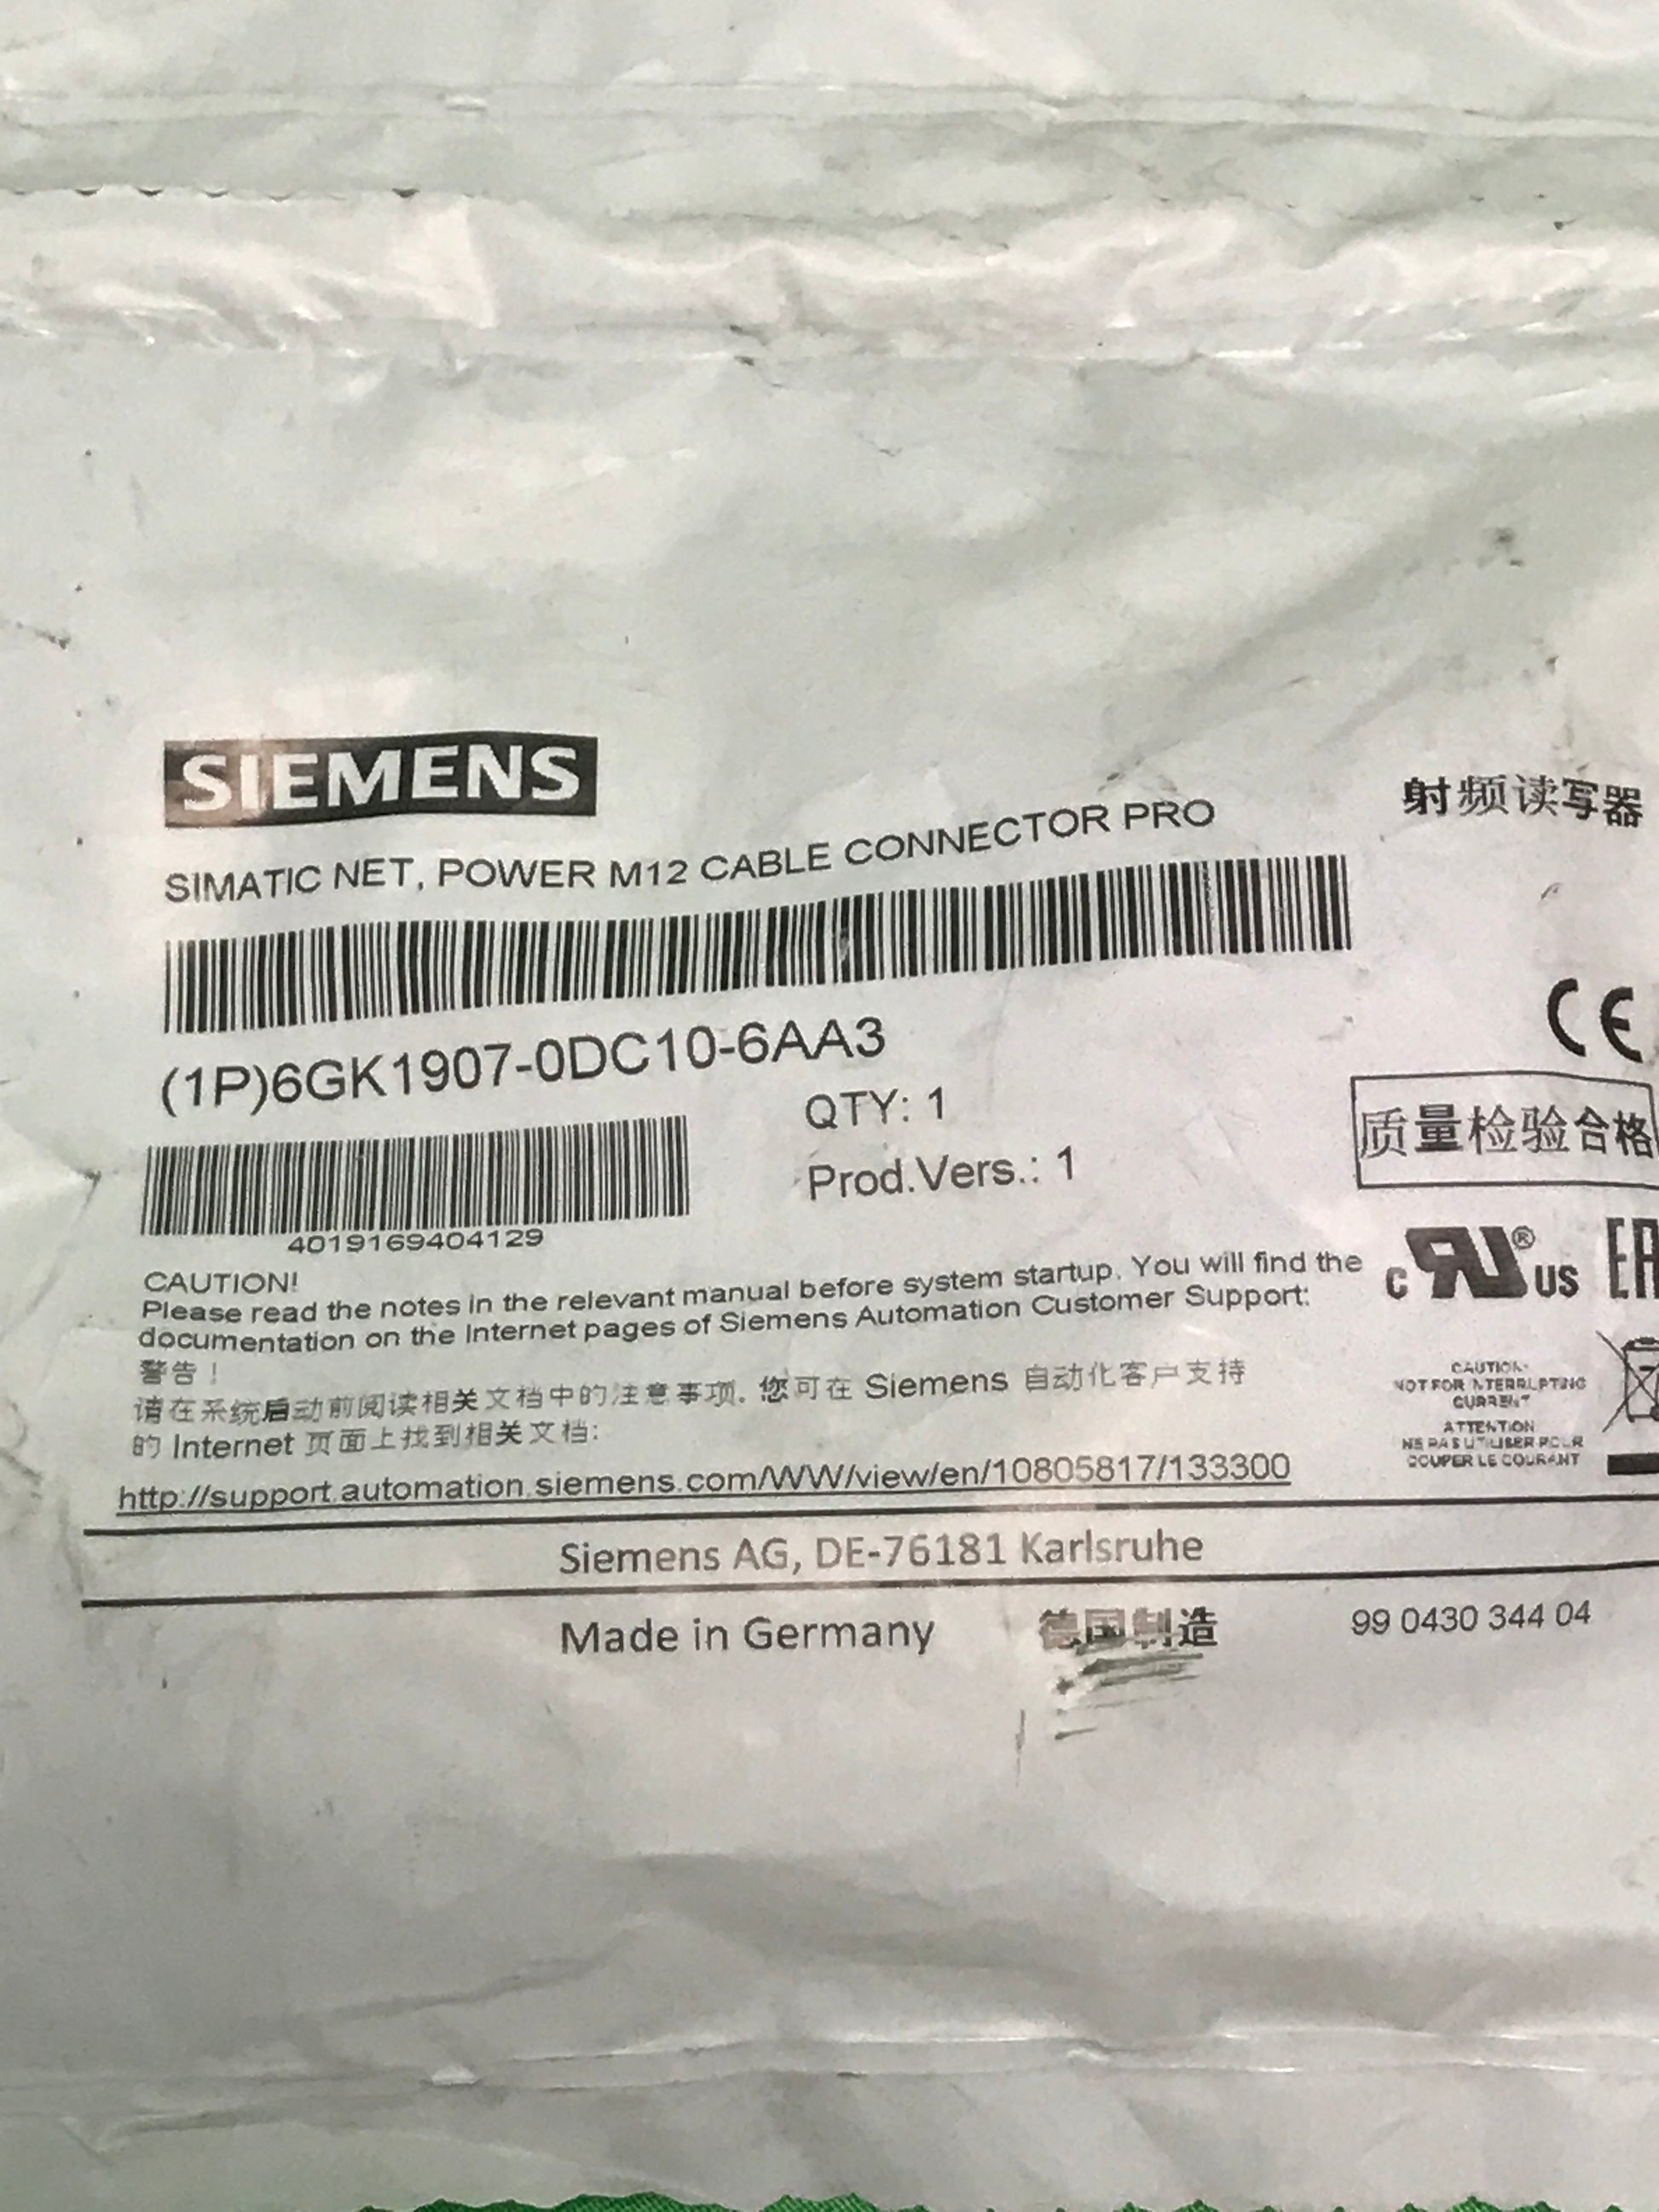 SIEMENS
射频读写器
SIMATIC NET, POWER M12 CABLE CONNECTOR PRO
(1P)6GK1907-0DC10-6AA3
CE
QTY: 1
质量检验合格
Prod.Vers.: 1
4019169404129
CAUTION!
Please read the notes in the relevant manual before system startup. You will find the
documentation on the Internet pages of Siemens Automation Customer Support:
c RU ® US
警告！
请在系统启动前阅读相关文档中的注意事项. 您可在 Siemens 自动化客户支持
的 Internet 页面上找到相关文档:
http://support.automation.siemens.com/WW/view/en/10805817/133300
CAUTION:
NOT FOR INTERRUPTING
CURRENT
ATTENTION
NE PAS UTILISER POUR
COUPER LE COURANT
Siemens AG, DE-76181 Karlsruhe
Made in Germany 德国制造 99 0430 344 04